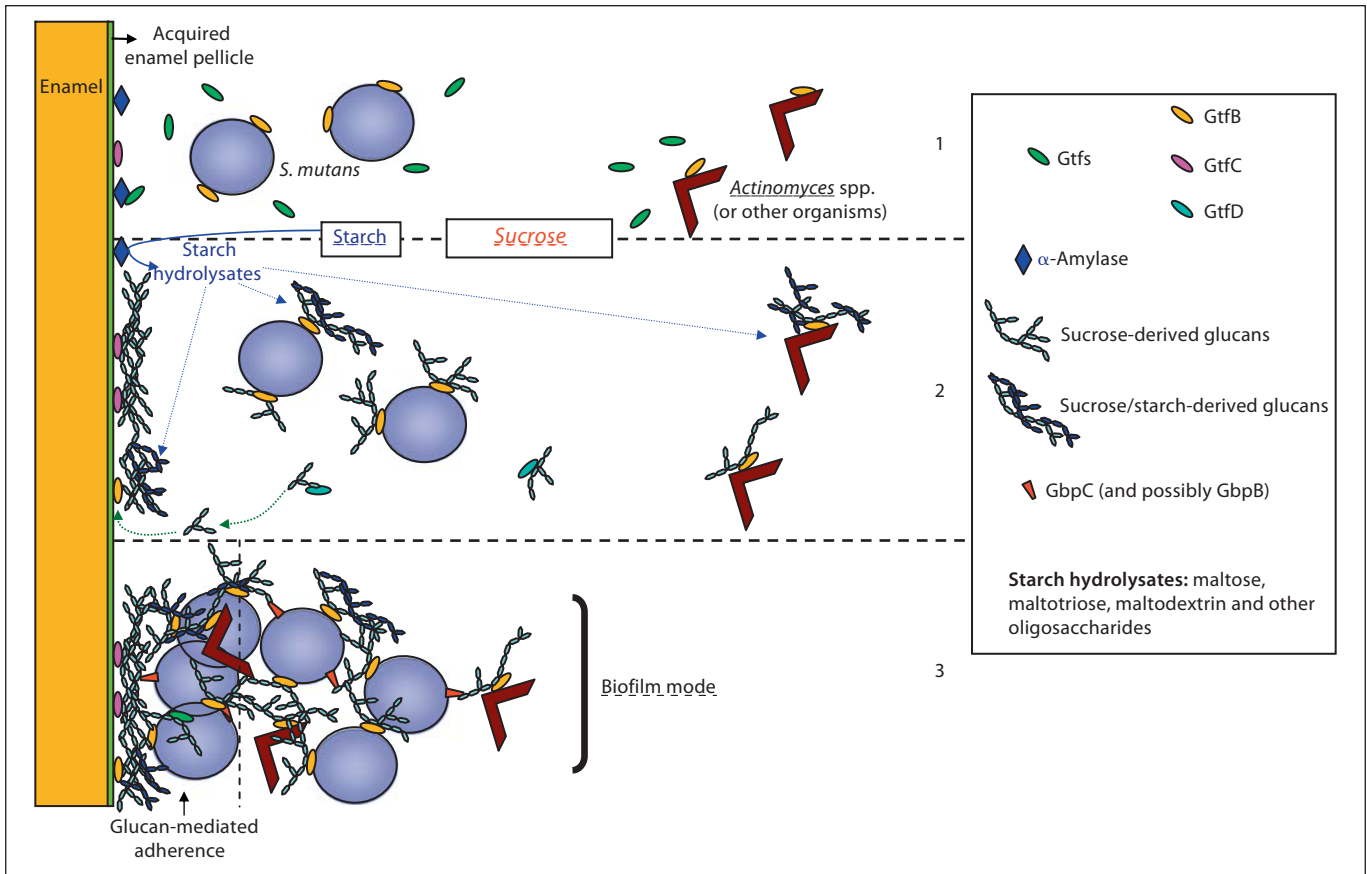 Acquired
enamel pellicle
Enamel
S. mutans
Actinomyces spp.
(or other organisms)
1
Starch
Sucrose
Starch
hydrolysates
2
3
Biofilm mode
Glucan-mediated
adherence
Gtfs
GtfB
GtfC
GtfD
α-Amylase
Sucrose-derived glucans
Sucrose/starch-derived glucans
GbpC (and possibly GbpB)
Starch hydrolysates: maltose,
maltotriose, maltodextrin and other
oligosaccharides